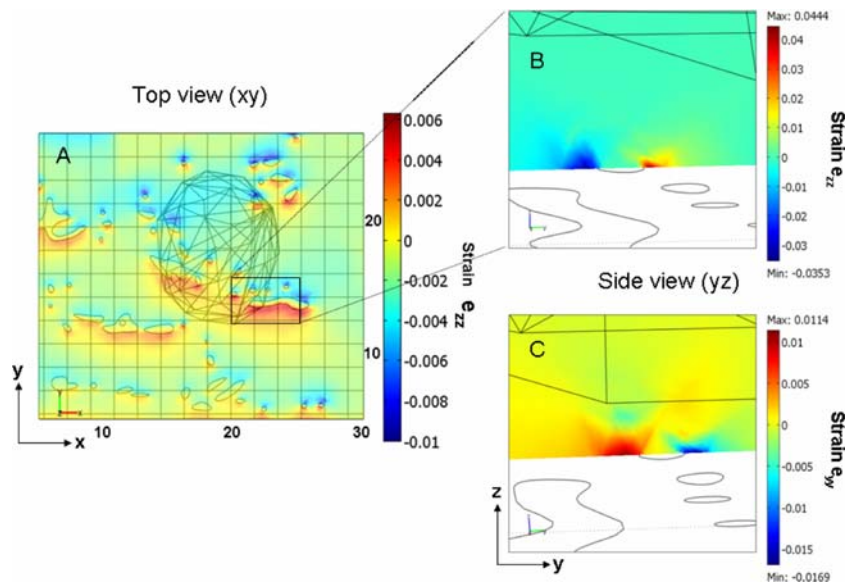 Top view (xy)
A
0.006
0.004
0.002
0
-0.002
-0.004
-0.006
-0.008
-0.01
Strain e_zz
20
10
y
x
10
20
30
Max: 0.0444
B
0.04
0.03
0.02
0.01
0
-0.01
-0.02
-0.03
Min: -0.0353
Strain e_zz
Side view (yz)
Max: 0.0114
C
0.01
0.005
0
-0.005
-0.01
-0.015
Min: -0.0169
Strain e_yy
z
y